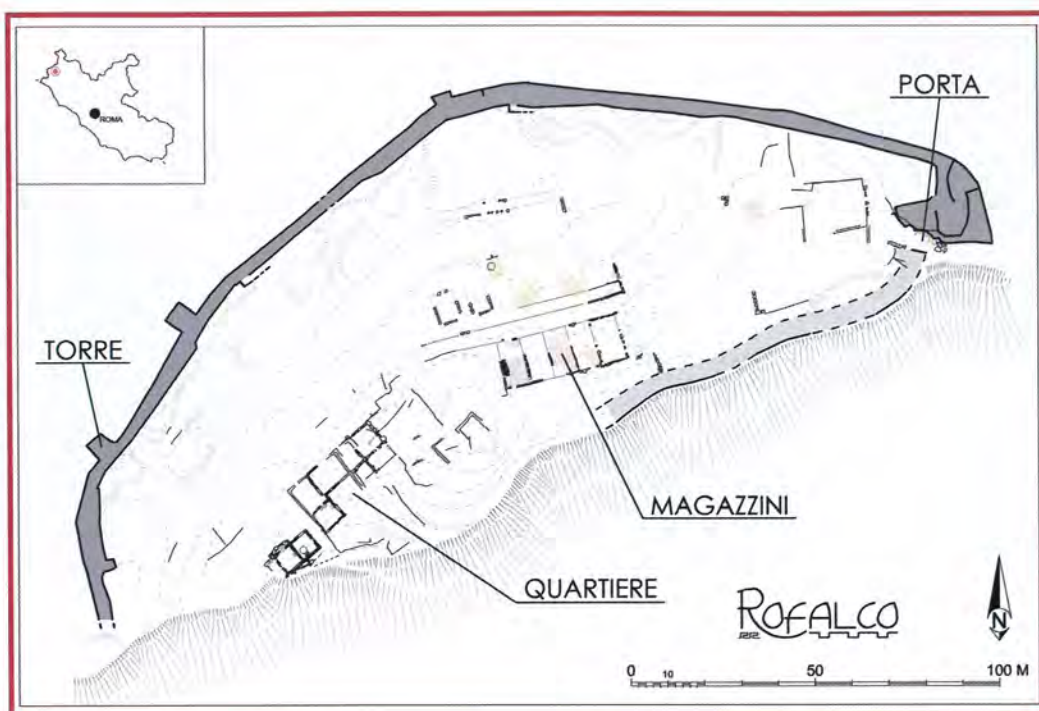 ROMA
PORTA
TORRE
MAGAZZINI
QUARTIERE
ROFALCO
N
0 10 50 100 M